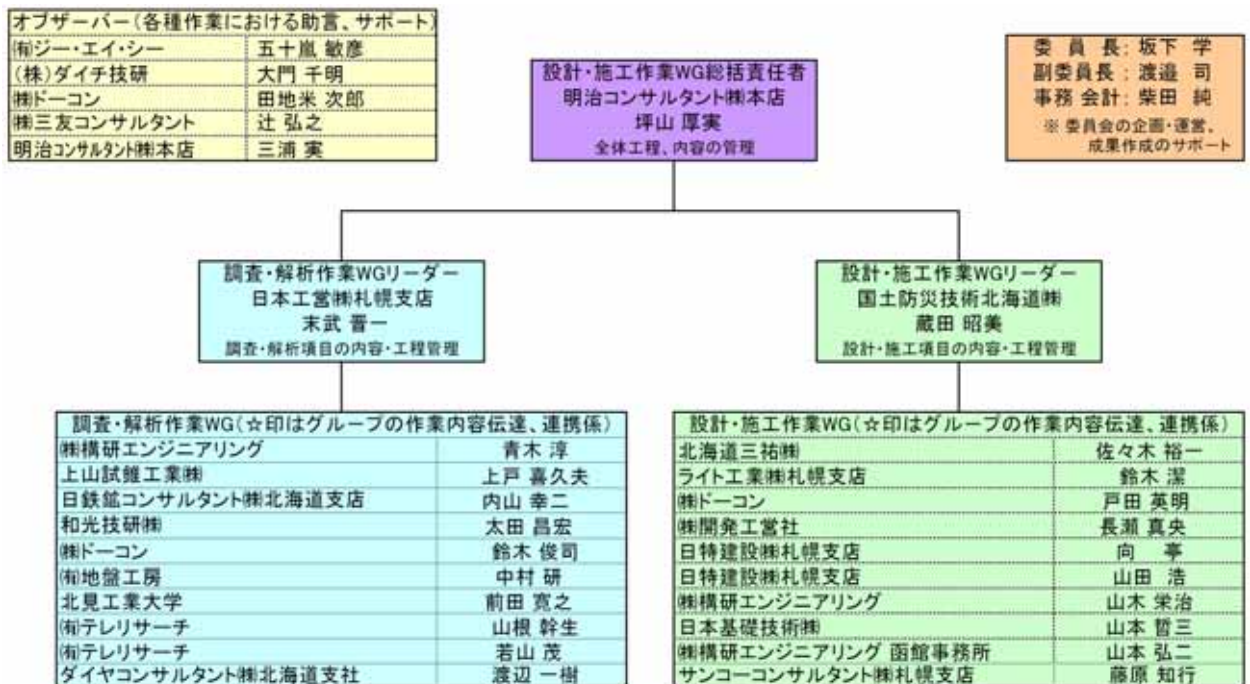 オブザーバー(各種作業における助言、サポート)
㈲ジー・エイ・シー 五十嵐 敏彦
(株)ダイチ技研 大門 千明
㈱ドーコン 田地米 次郎
㈱三友コンサルタント 辻 弘之
明治コンサルタント㈱本店 三浦 実
設計・施工作業WG総括責任者
明治コンサルタント㈱本店
坪山 厚実
全体工程、内容の管理
委 員 長: 坂下 学
副委員長 : 渡邉 司
事務 会計: 柴田 純
※ 委員会の企画・運営、
成果作成のサポート
調査・解析作業WGリーダー
日本工営㈱札幌支店
末武 晋一
調査・解析項目の内容・工程管理
設計・施工作業WGリーダー
国土防災技術北海道㈱
蔵田 昭美
設計・施工項目の内容・工程管理
調査・解析作業WG(☆印はグループの作業内容伝達、連携係)
㈱構研エンジニアリング 青木 淳
上山試錐工業㈱ 上戸 喜久夫
日鉄鉱コンサルタント㈱北海道支店 内山 幸二
和光技研㈱ 太田 昌宏
㈱ドーコン 鈴木 俊司
㈲地盤工房 中村 研
北見工業大学 前田 寛之
㈲テレリサーチ 山根 幹生
㈲テレリサーチ 若山 茂
ダイヤコンサルタント㈱北海道支社 渡辺 一樹
設計・施工作業WG(☆印はグループの作業内容伝達、連携係)
北海道三祐㈱ 佐々木 裕一
ライト工業㈱札幌支店 鈴木 潔
㈱ドーコン 戸田 英明
㈱開発工営社 長瀬 真央
日特建設㈱札幌支店 向 亭
日特建設㈱札幌支店 山田 浩
㈱構研エンジニアリング 山木 栄治
日本基礎技術㈱ 山本 哲三
㈱構研エンジニアリング 函館事務所 山本 弘二
サンコーコンサルタント㈱札幌支店 藤原 知行